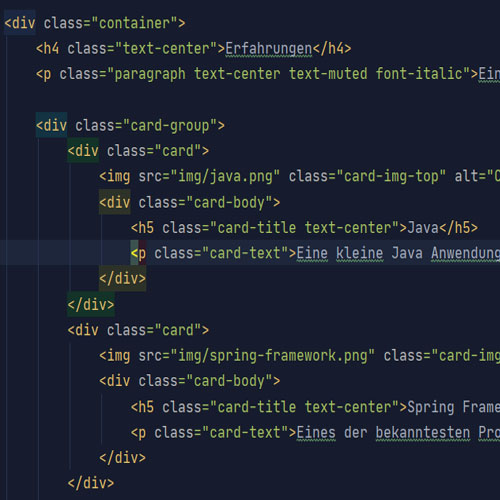 <div class="container">
<h4 class="text-center">Erfahrungen</h4>
<p class="paragraph text-center text-muted font-italic">Ein
<div class="card-group">
<div class="card">
<img src="img/java.png" class="card-img-top" alt="
<div class="card-body">
<h5 class="card-title text-center">Java</h5>
<p class="card-text">Eine kleine Java Anwendung
</div>
</div>
<div class="card">
<img src="img/spring-framework.png" class="card-img
<div class="card-body">
<h5 class="card-title text-center">Spring Frame
<p class="card-text">Eines der bekanntesten Pro
</div>
</div>